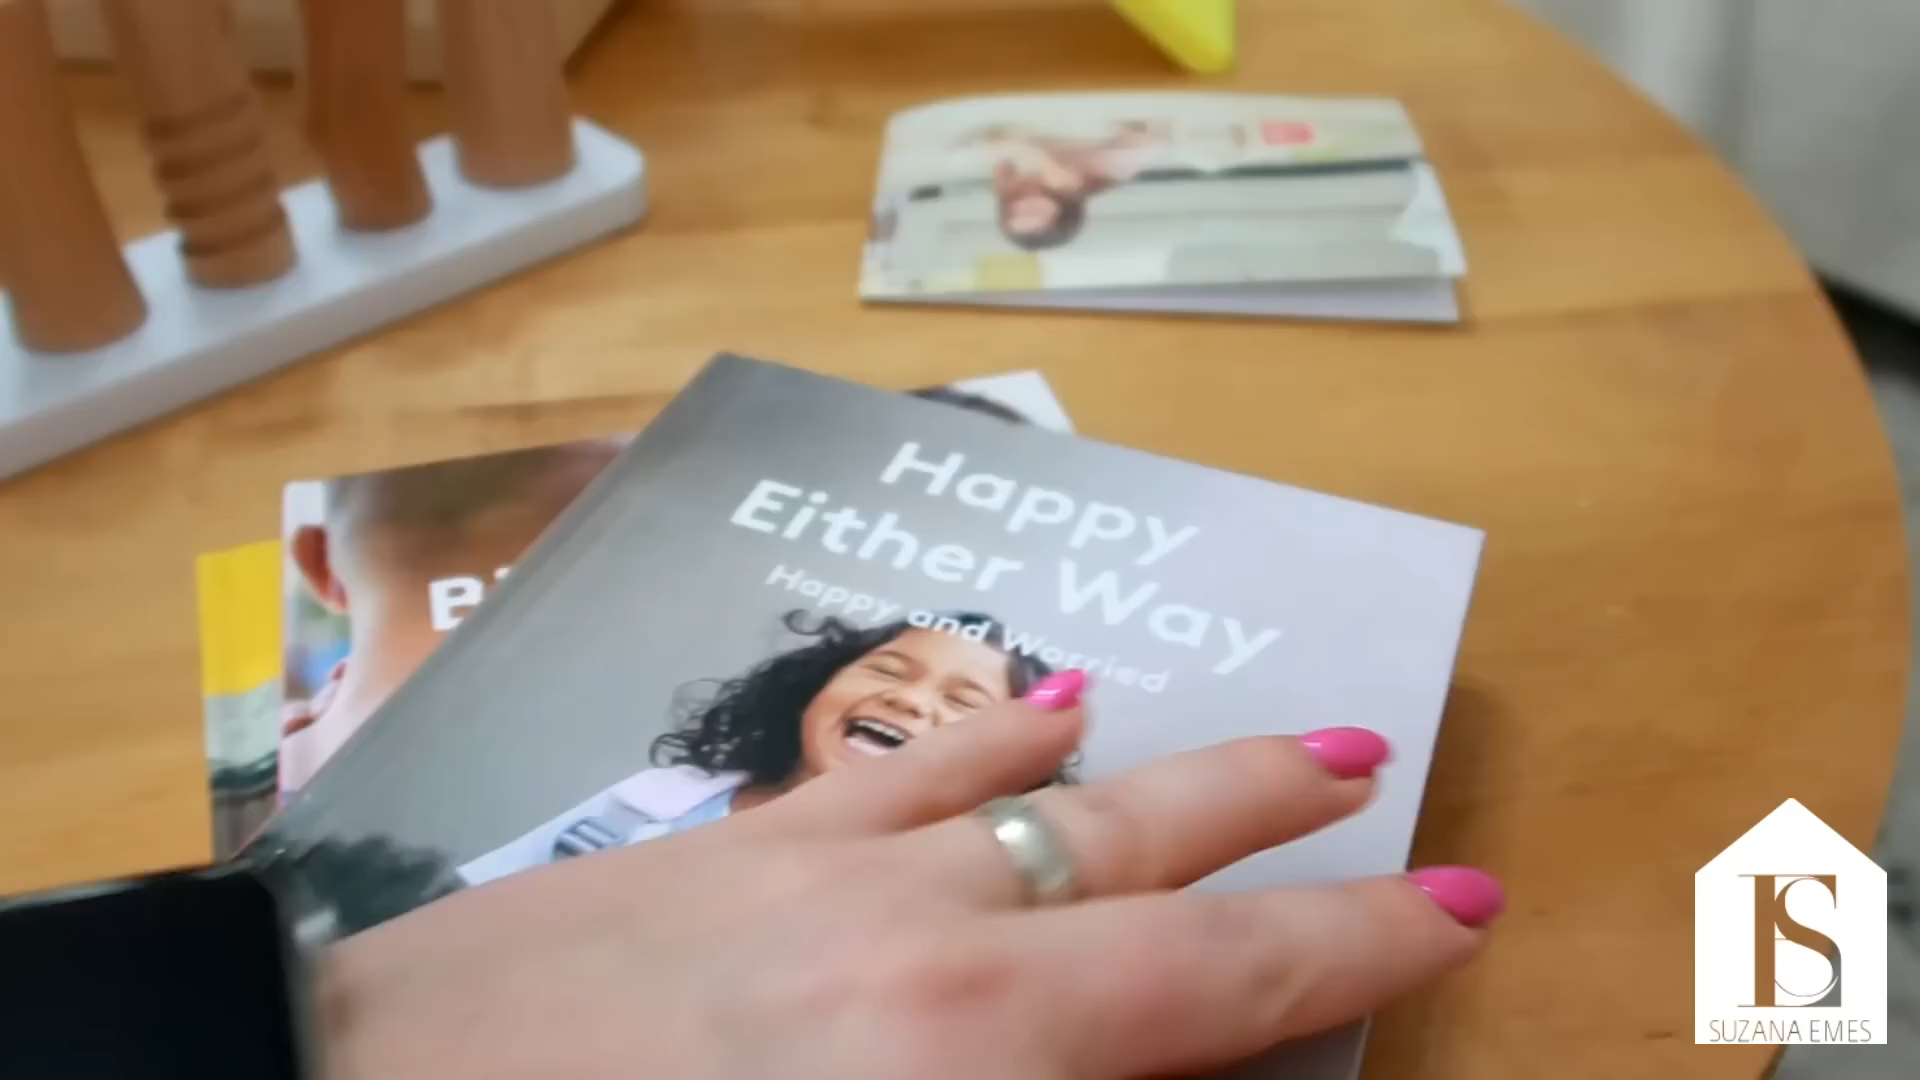 Happy
Either Way
Happy and Worried
SUZANA EMES